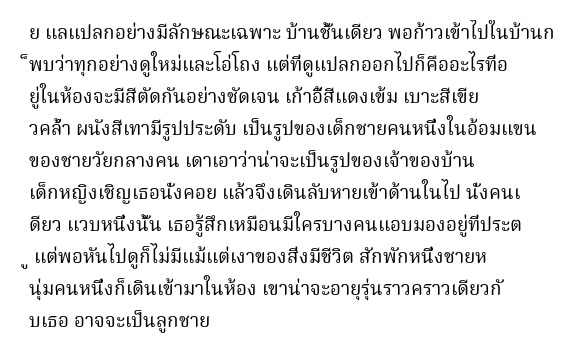 ย แลแปลกอย่างมีลักษณะเฉพาะ บ้านชั้นเดียว พอก้าวเข้าไปในบ้านก
็พบว่าทุกอย่างดูใหม่และโอ่โถง แต่ที่ดูแปลกออกไปก็คืออะไรที่อ
ยู่ในห้องจะมีสีตัดกันอย่างชัดเจน เก้าอี้สีแดงเข้ม เบาะสีเขีย
วคล้ำ ผนังสีเทามีรูปประดับ เป็นรูปของเด็กชายคนหนึ่งในอ้อมแขน
ของชายวัยกลางคน เดาเอาว่าน่าจะเป็นรูปของเจ้าของบ้าน
เด็กหญิงเชิญเธอนั่งคอย แล้วจึงเดินลับหายเข้าด้านในไป นั่งคนเ
ดียว แวบหนึ่งนั้น เธอรู้สึกเหมือนมีใครบางคนแอบมองอยู่ที่ประต
ู แต่พอหันไปดูก็ไม่มีแม้แต่เงาของสิ่งมีชีวิต สักพักหนึ่งชายห
นุ่มคนหนึ่งก็เดินเข้ามาในห้อง เขาน่าจะอายุรุ่นราวคราวเดียวกั
บเธอ อาจจะเป็นลูกชาย